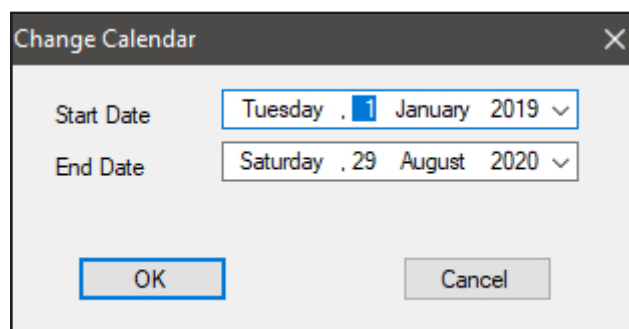 Change Calendar
Start Date Tuesday , 1 January 2019
End Date Saturday , 29 August 2020
OK Cancel